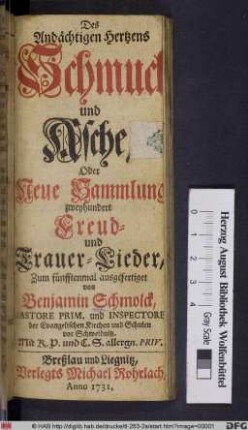 Des
Andächtigen Hertzens
Schmuck
und
Asche,
Oder
Neue Sammlung
zweyhundert
Freud-
und
Trauer-Lieder,
Zum fünfftenmal ausgefertiget
von
Benjamin Schmolck,
PASTORE PRIM. und INSPECTORE
der Evangelischen Kirchen und Schulen
vor Schweidnitz.
Mit K. P. und C. S. allergn. PRIV.
Breßlau und Liegnitz,
Verlegts Michael Rohrlach,
Anno 1731.
Herzog August Bibliothek Wolfenbüttel
Gray Scale
© HAB http://diglib.hab.de/drucke/tl-263-2s/start.htm?image=00001
DFG